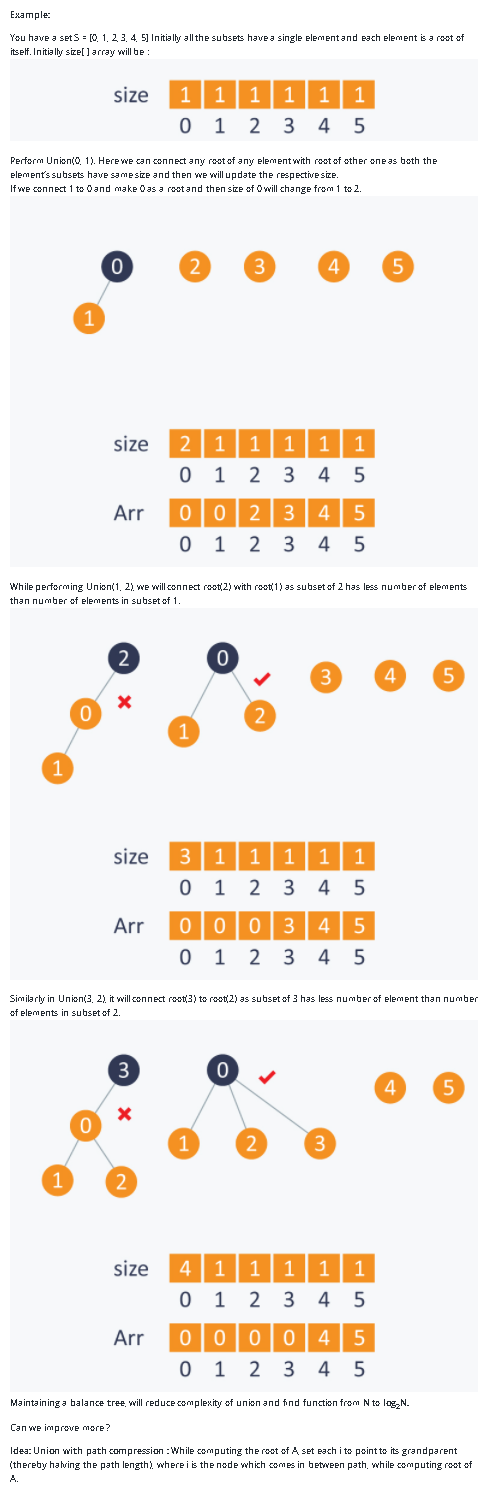 Example:
You have a set S = {0, 1, 2, 3, 4, 5} Initially all the subsets have a single element and each element is a root of
itself. Initially size[ ] array will be :
size 1 1 1 1 1 1
0 1 2 3 4 5
Perform Union(0, 1). Here we can connect any root of any element with root of other one as both the
element's subsets have same size and then we will update the respective size.
If we connect 1 to 0 and make 0 as a root and then size of 0 will change from 1 to 2.
0 2 3 4 5
1
size 2 1 1 1 1 1
0 1 2 3 4 5
Arr 0 0 2 3 4 5
0 1 2 3 4 5
While performing Union(1, 2), we will connect root(2) with root(1) as subset of 2 has less number of elements
than number of elements in subset of 1.
2 0 3 4 5
0 1 2
1
size 3 1 1 1 1 1
0 1 2 3 4 5
Arr 0 0 0 3 4 5
0 1 2 3 4 5
Similarly in Union(3, 2), it will connect root(3) to root(2) as subset of 3 has less number of element than number
of elements in subset of 2.
3 0 4 5
0 1 2 3
1 2
size 4 1 1 1 1 1
0 1 2 3 4 5
Arr 0 0 0 0 4 5
0 1 2 3 4 5
Maintaining a balance tree, will reduce complexity of union and find function from N to log₂N.
Can we improve more ?
Idea: Union with path compression : While computing the root of A, set each i to point to its grandparent
(thereby halving the path length), where i is the node which comes in between path, while computing root of
A.